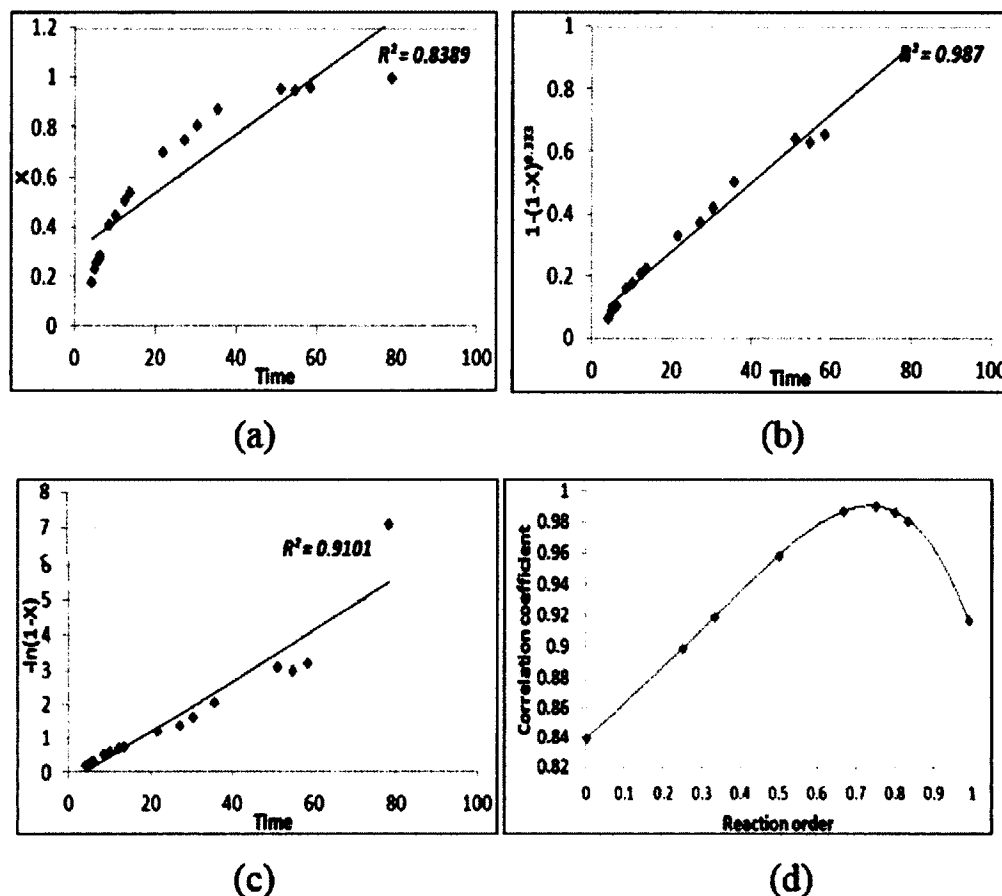 1.2
1
0.8
0.6
0.4
0.2
0
X
R² = 0.8389
0 20 40 60 80 100
Time
(a)
1
0.8
0.6
0.4
0.2
0
1-(1-X)^0.333
R² = 0.987
0 20 40 60 80 100
Time
(b)
8
7
6
5
4
3
2
1
0
-ln(1-X)
R² = 0.9101
0 20 40 60 80 100
Time
(c)
1
0.98
0.96
0.94
0.92
0.9
0.88
0.86
0.84
0.82
Correlation coefficient
0 0.1 0.2 0.3 0.4 0.5 0.6 0.7 0.8 0.9 1
Reaction order
(d)